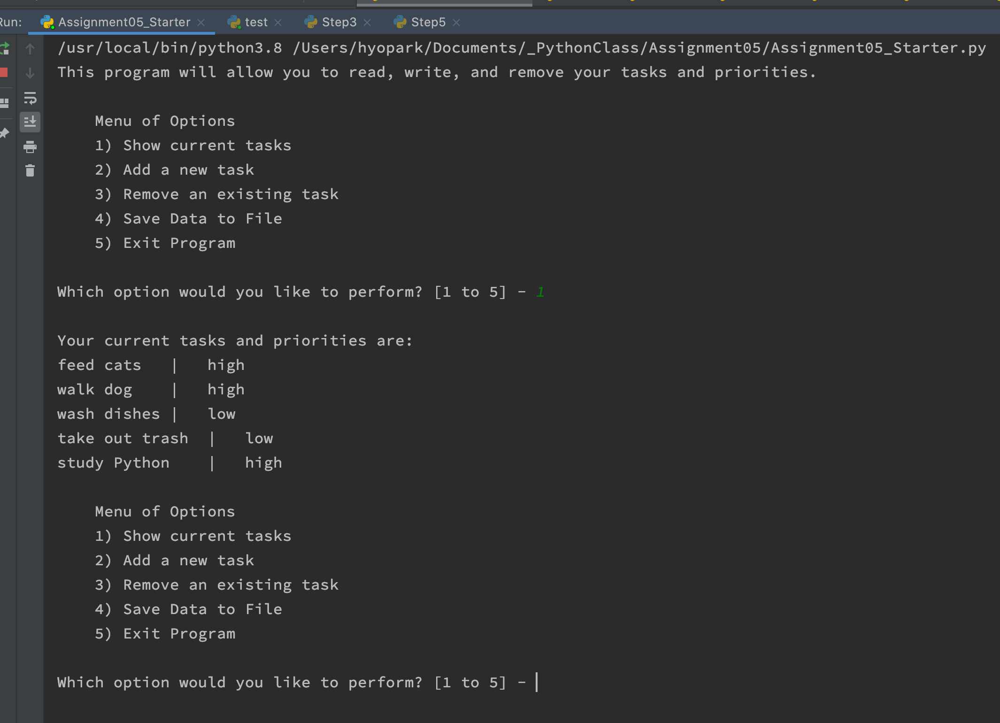 Run: Assignment05_Starter test Step3 Step5
/usr/local/bin/python3.8 /Users/hyopark/Documents/_PythonClass/Assignment05/Assignment05_Starter.py
This program will allow you to read, write, and remove your tasks and priorities.
Menu of Options
1) Show current tasks
2) Add a new task
3) Remove an existing task
4) Save Data to File
5) Exit Program
Which option would you like to perform? [1 to 5] - 1
Your current tasks and priorities are:
feed cats | high
walk dog | high
wash dishes | low
take out trash | low
study Python | high
Menu of Options
1) Show current tasks
2) Add a new task
3) Remove an existing task
4) Save Data to File
5) Exit Program
Which option would you like to perform? [1 to 5] -